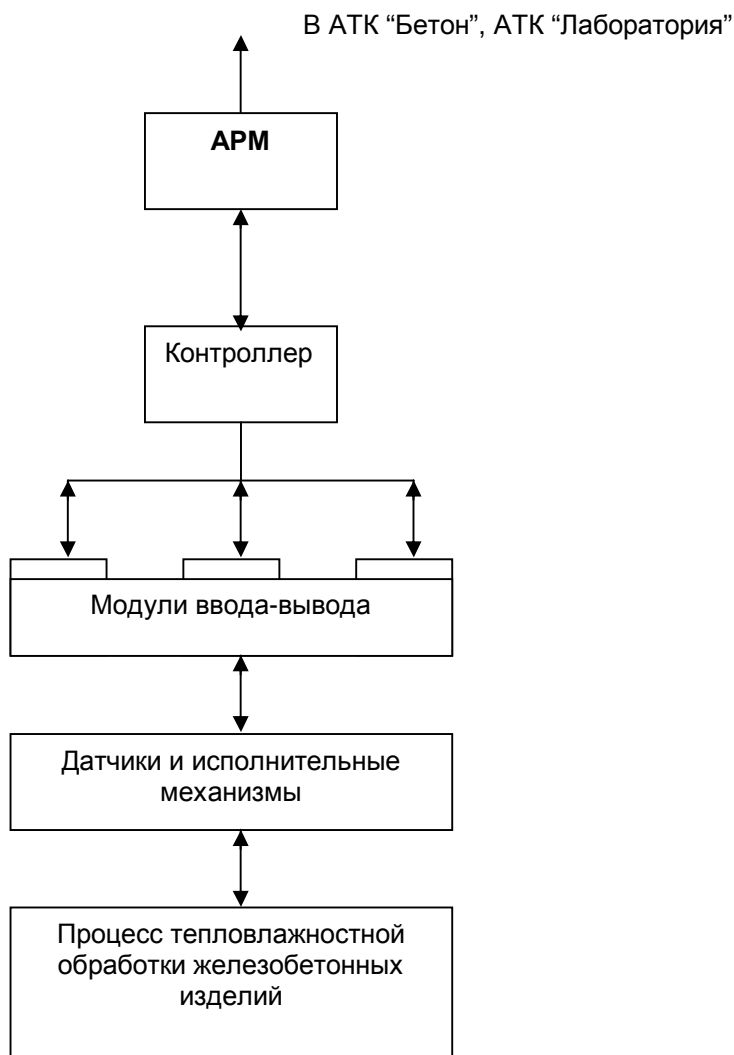 В АТК “Бетон”, АТК “Лаборатория”
АРМ
Контроллер
Модули ввода-вывода
Датчики и исполнительные
механизмы
Процесс тепловлажностной
обработки железобетонных
изделий